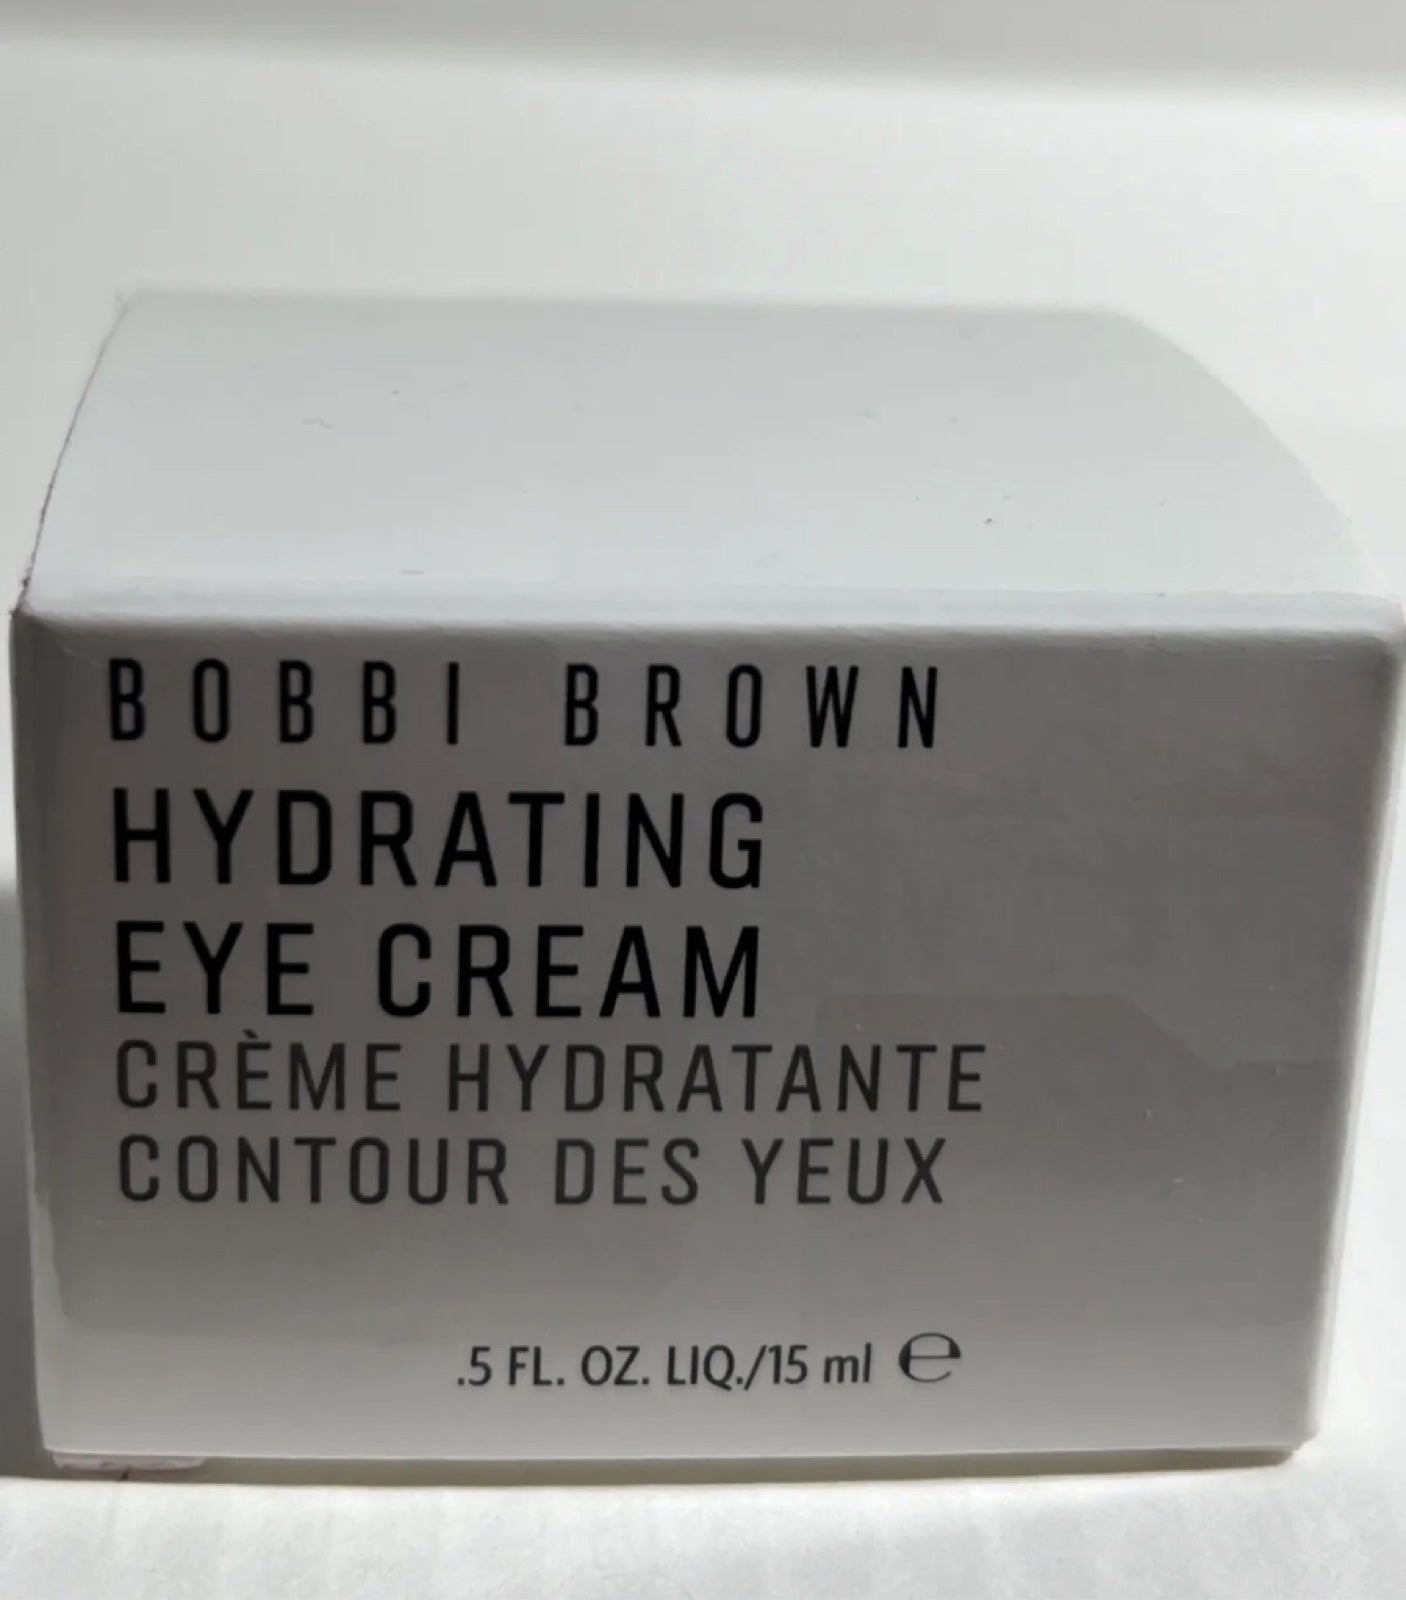 BOBBI BROWN
HYDRATING
EYE CREAM
CRÈME HYDRATANTE
CONTOUR DES YEUX
.5 FL. OZ. LIQ./15 ml ℮